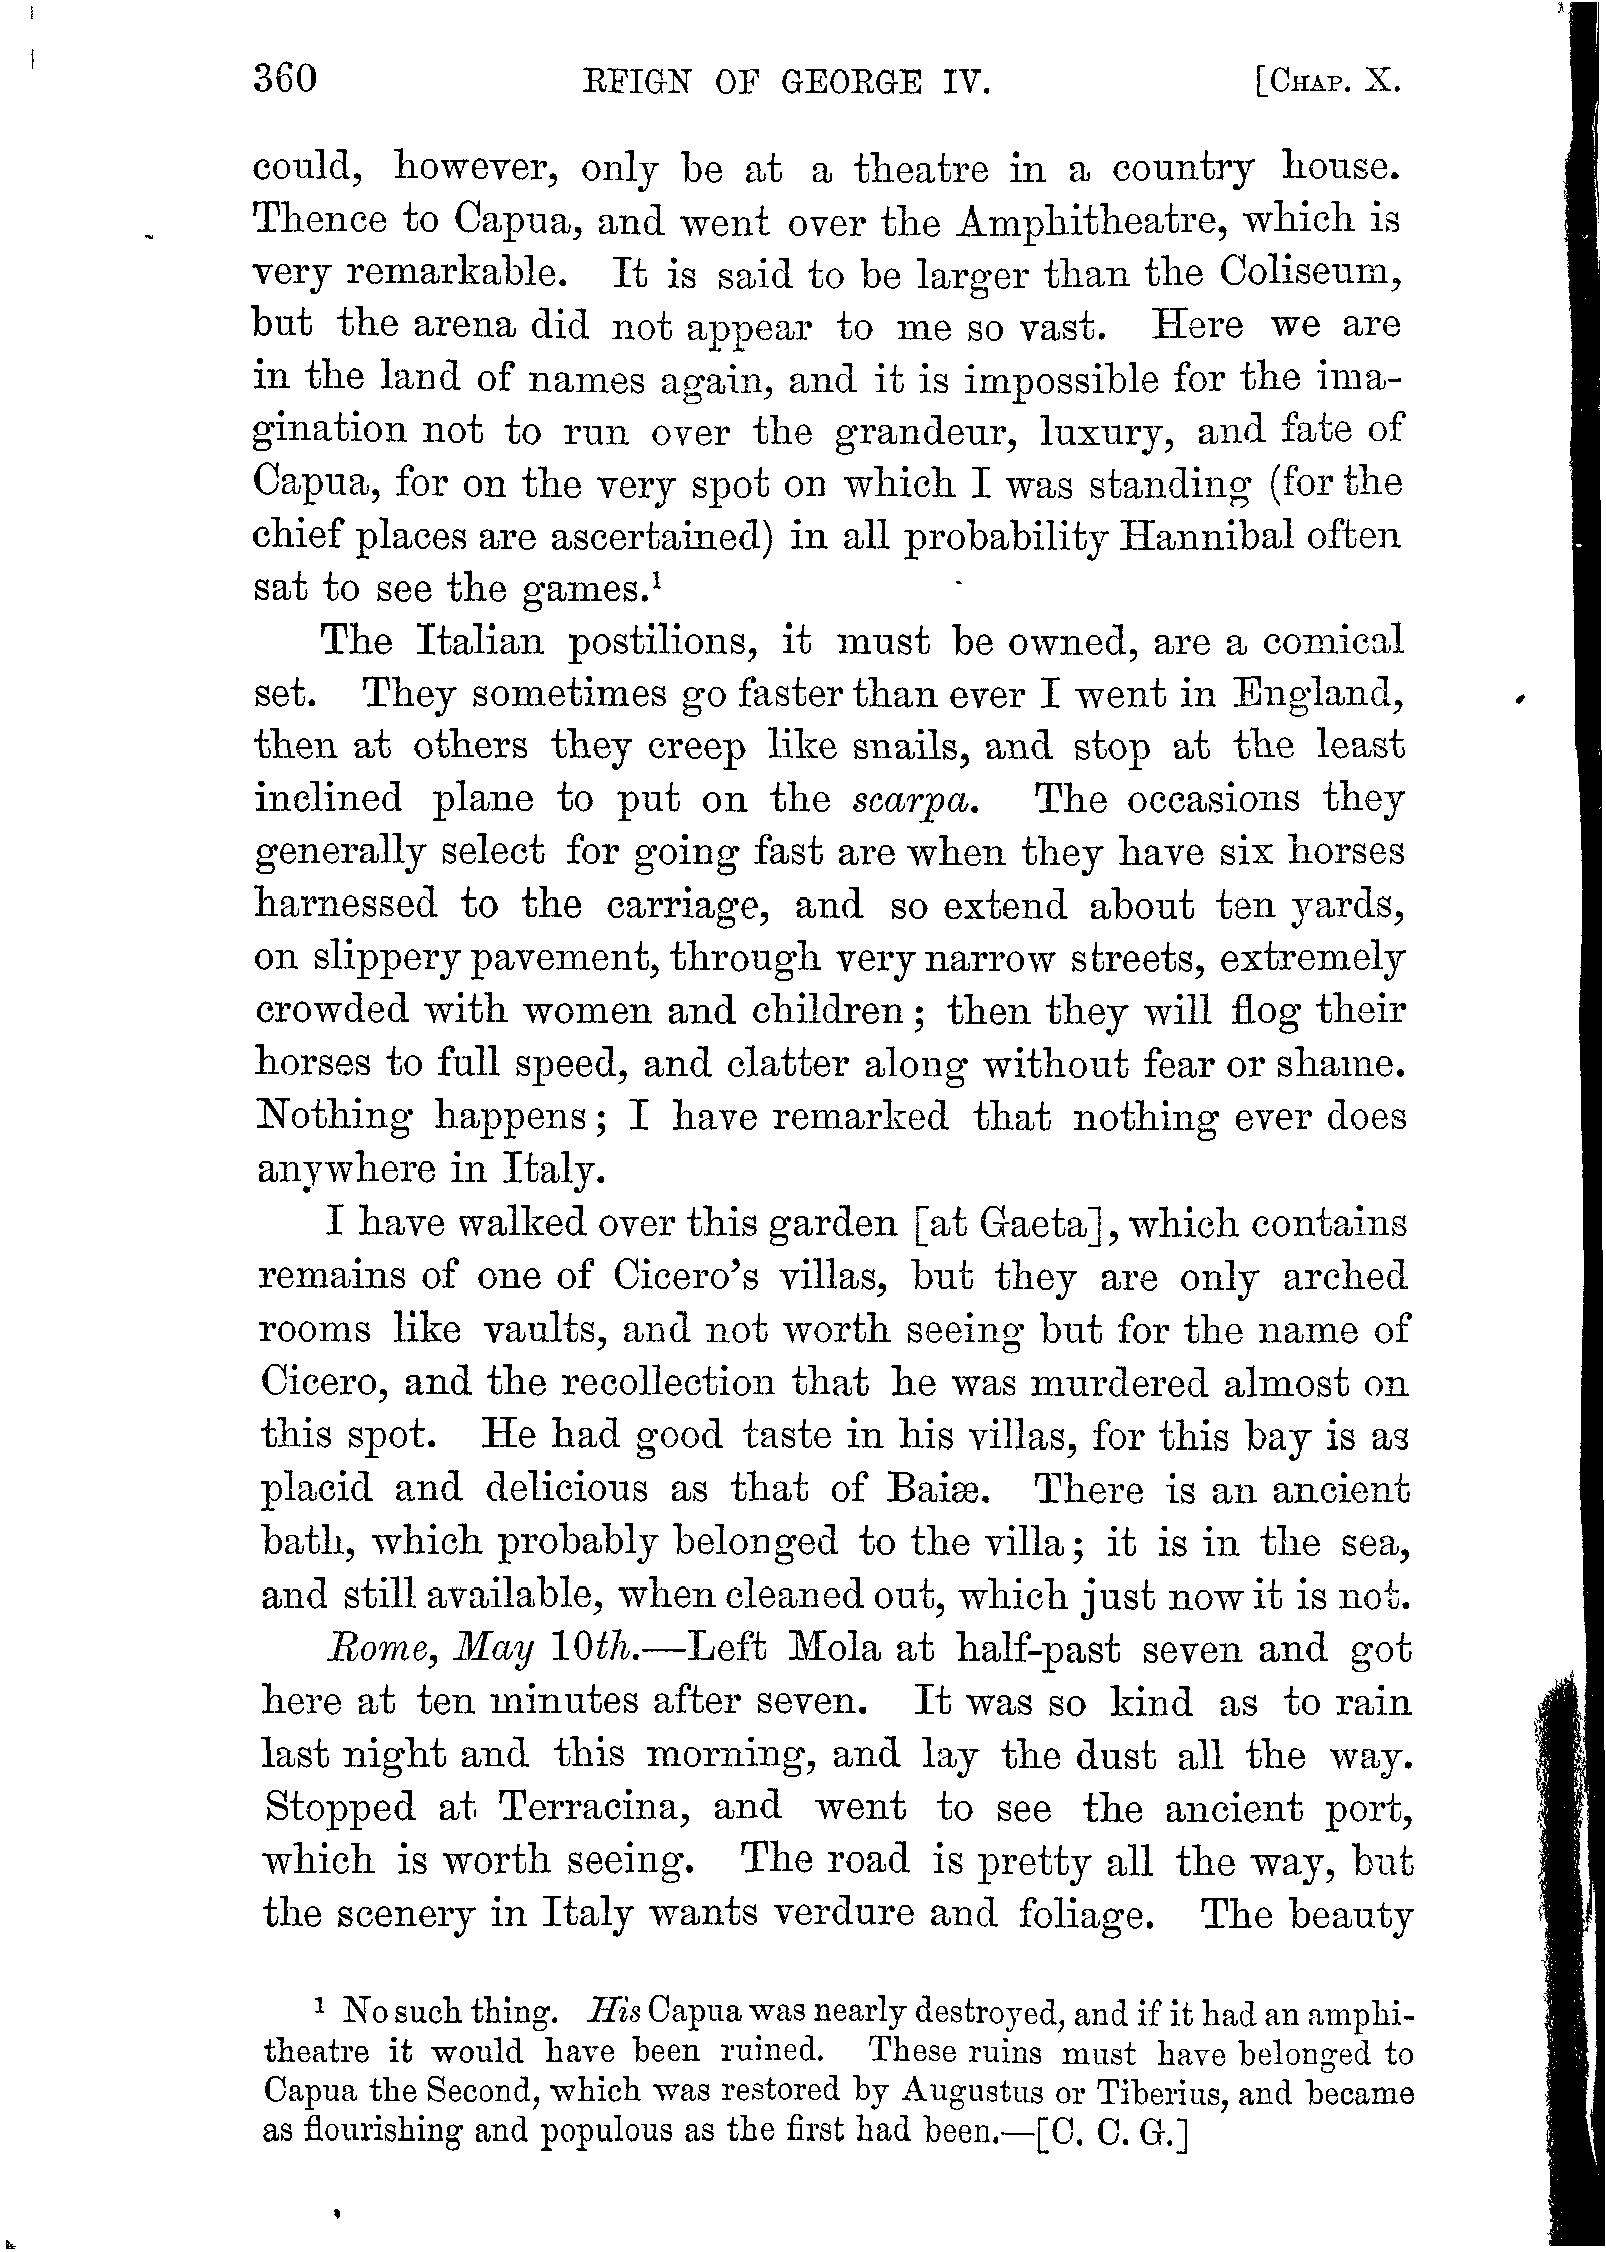 360 REIGN OF GEORGE IV. [CHAP. X.
could, however, only be at a theatre in a country house.
Thence to Capua, and went over the Amphitheatre, which is
very remarkable. It is said to be larger than the Coliseum,
but the arena did not appear to me so vast. Here we are
in the land of names again, and it is impossible for the ima-
gination not to run over the grandeur, luxury, and fate of
Capua, for on the very spot on which I was standing (for the
chief places are ascertained) in all probability Hannibal often
sat to see the games.¹
The Italian postilions, it must be owned, are a comical
set. They sometimes go faster than ever I went in England,
then at others they creep like snails, and stop at the least
inclined plane to put on the scarpa. The occasions they
generally select for going fast are when they have six horses
harnessed to the carriage, and so extend about ten yards,
on slippery pavement, through very narrow streets, extremely
crowded with women and children; then they will flog their
horses to full speed, and clatter along without fear or shame.
Nothing happens; I have remarked that nothing ever does
anywhere in Italy.
I have walked over this garden [at Gaeta], which contains
remains of one of Cicero's villas, but they are only arched
rooms like vaults, and not worth seeing but for the name of
Cicero, and the recollection that he was murdered almost on
this spot. He had good taste in his villas, for this bay is as
placid and delicious as that of Baiæ. There is an ancient
bath, which probably belonged to the villa; it is in the sea,
and still available, when cleaned out, which just now it is not.
Rome, May 10th.—Left Mola at half-past seven and got
here at ten minutes after seven. It was so kind as to rain
last night and this morning, and lay the dust all the way.
Stopped at Terracina, and went to see the ancient port,
which is worth seeing. The road is pretty all the way, but
the scenery in Italy wants verdure and foliage. The beauty
¹ No such thing. His Capua was nearly destroyed, and if it had an amphi-
theatre it would have been ruined. These ruins must have belonged to
Capua the Second, which was restored by Augustus or Tiberius, and became
as flourishing and populous as the first had been.—[C. C. G.]